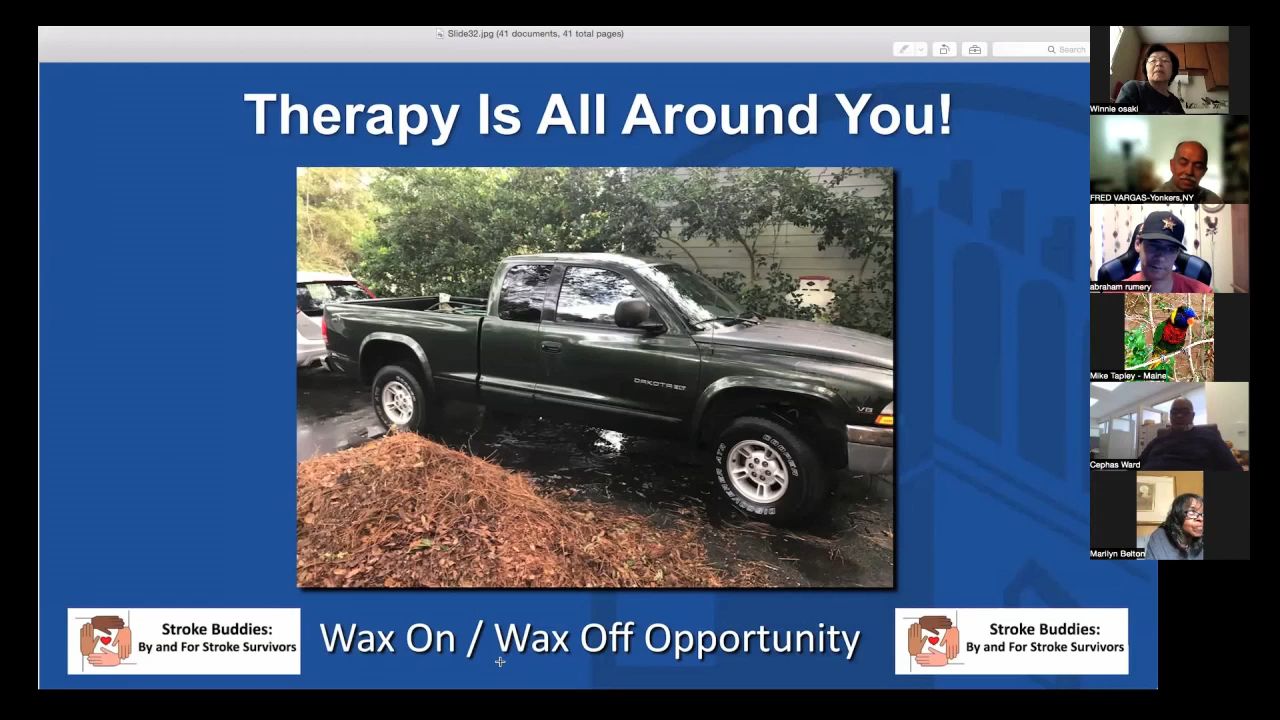 Slide32.jpg (41 documents, 41 total pages)
Search
Therapy Is All Around You!
DAKOTA
V8
COOPER
DISCOVERER
Stroke Buddies:
By and For Stroke Survivors
Wax On / Wax Off Opportunity
Stroke Buddies:
By and For Stroke Survivors
Winnie osaki
FRED VARGAS-Yonkers,NY
abraham rumery
Mike Tapley - Maine
Cephas Ward
Marilyn Belton